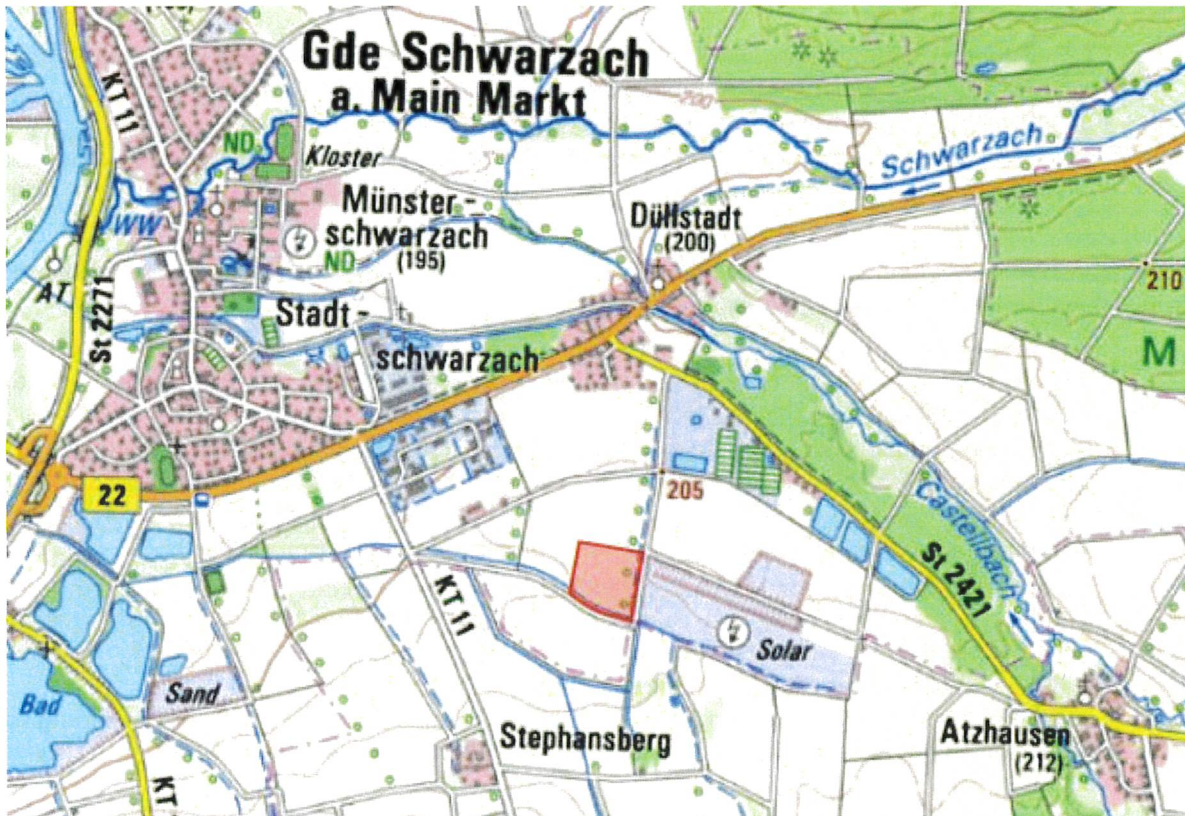 Gde Schwarzach
a. Main Markt
KT 11
200
ND
Kloster
Schwarzach
Münster-
schwarzach
(195)
ND
WW
Düllstadt
(200)
210
AT
St 2271
Stadt-
schwarzach
M
22
205
Castellbach
St 2421
KT 11
Solar
Sand
Bad
Stephansberg
Atzhausen
(212)
KT